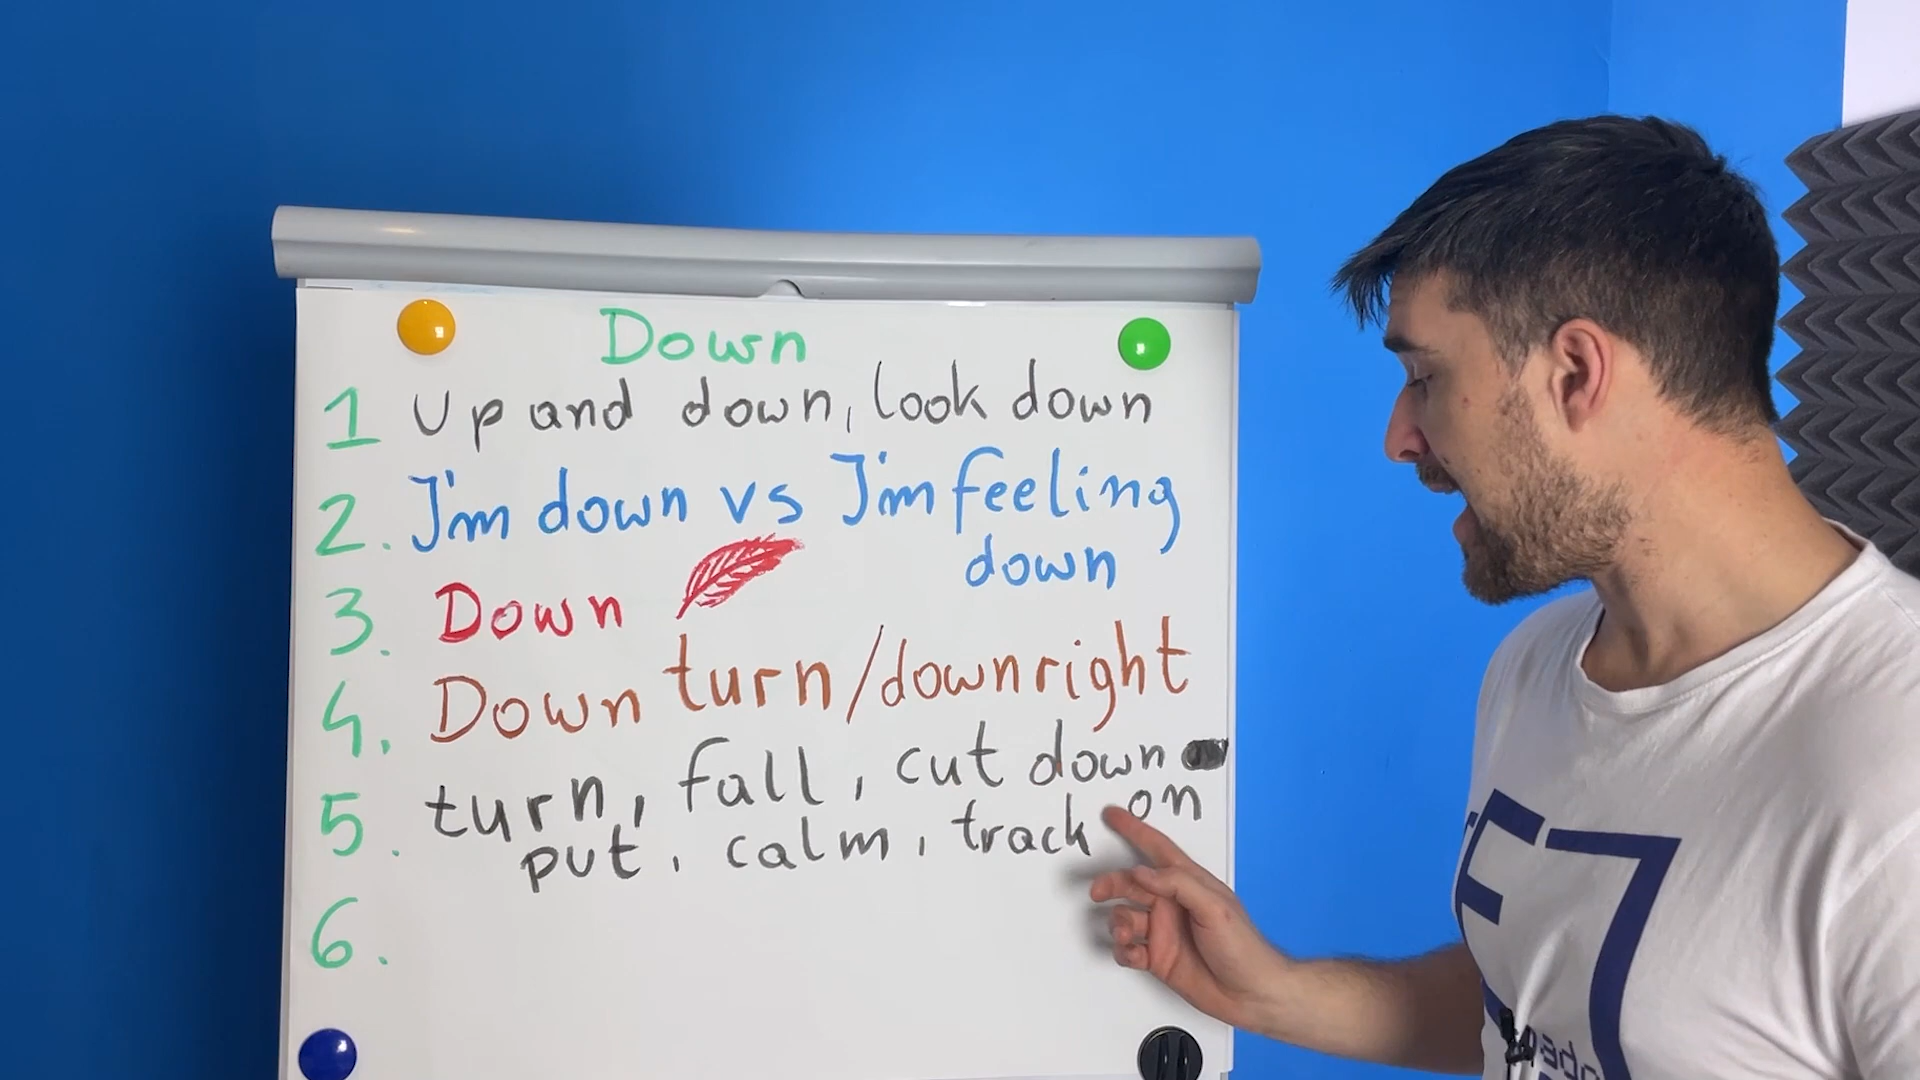 Down
1 Up and down, look down
2. I'm down vs I'm feeling
down
3. Down
4. Down turn/downright
5. turn, fall, cut down
on
put, calm, track
6.